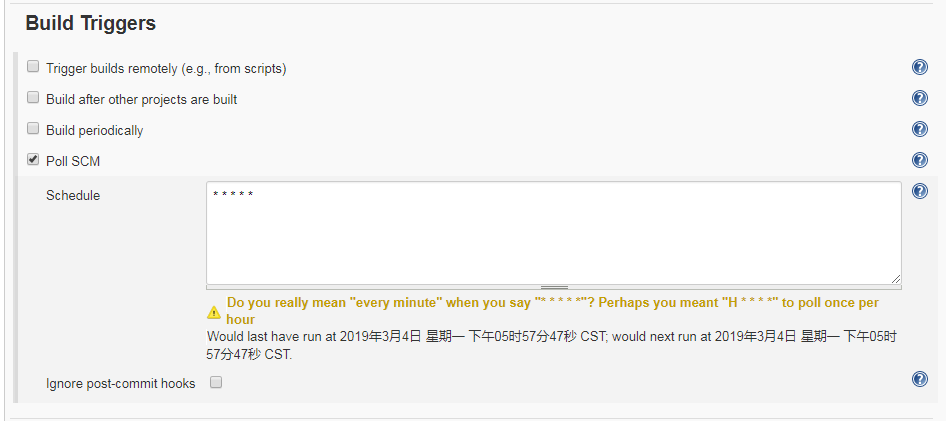 Build Triggers
Trigger builds remotely (e.g., from scripts)
Build after other projects are built
Build periodically
Poll SCM
Schedule
* * * * *
Do you really mean "every minute" when you say "* * * * *"? Perhaps you meant "H * * * *" to poll once per
hour
Would last have run at 2019年3月4日 星期一 下午05时57分47秒 CST; would next run at 2019年3月4日 星期一 下午05时
57分47秒 CST.
Ignore post-commit hooks